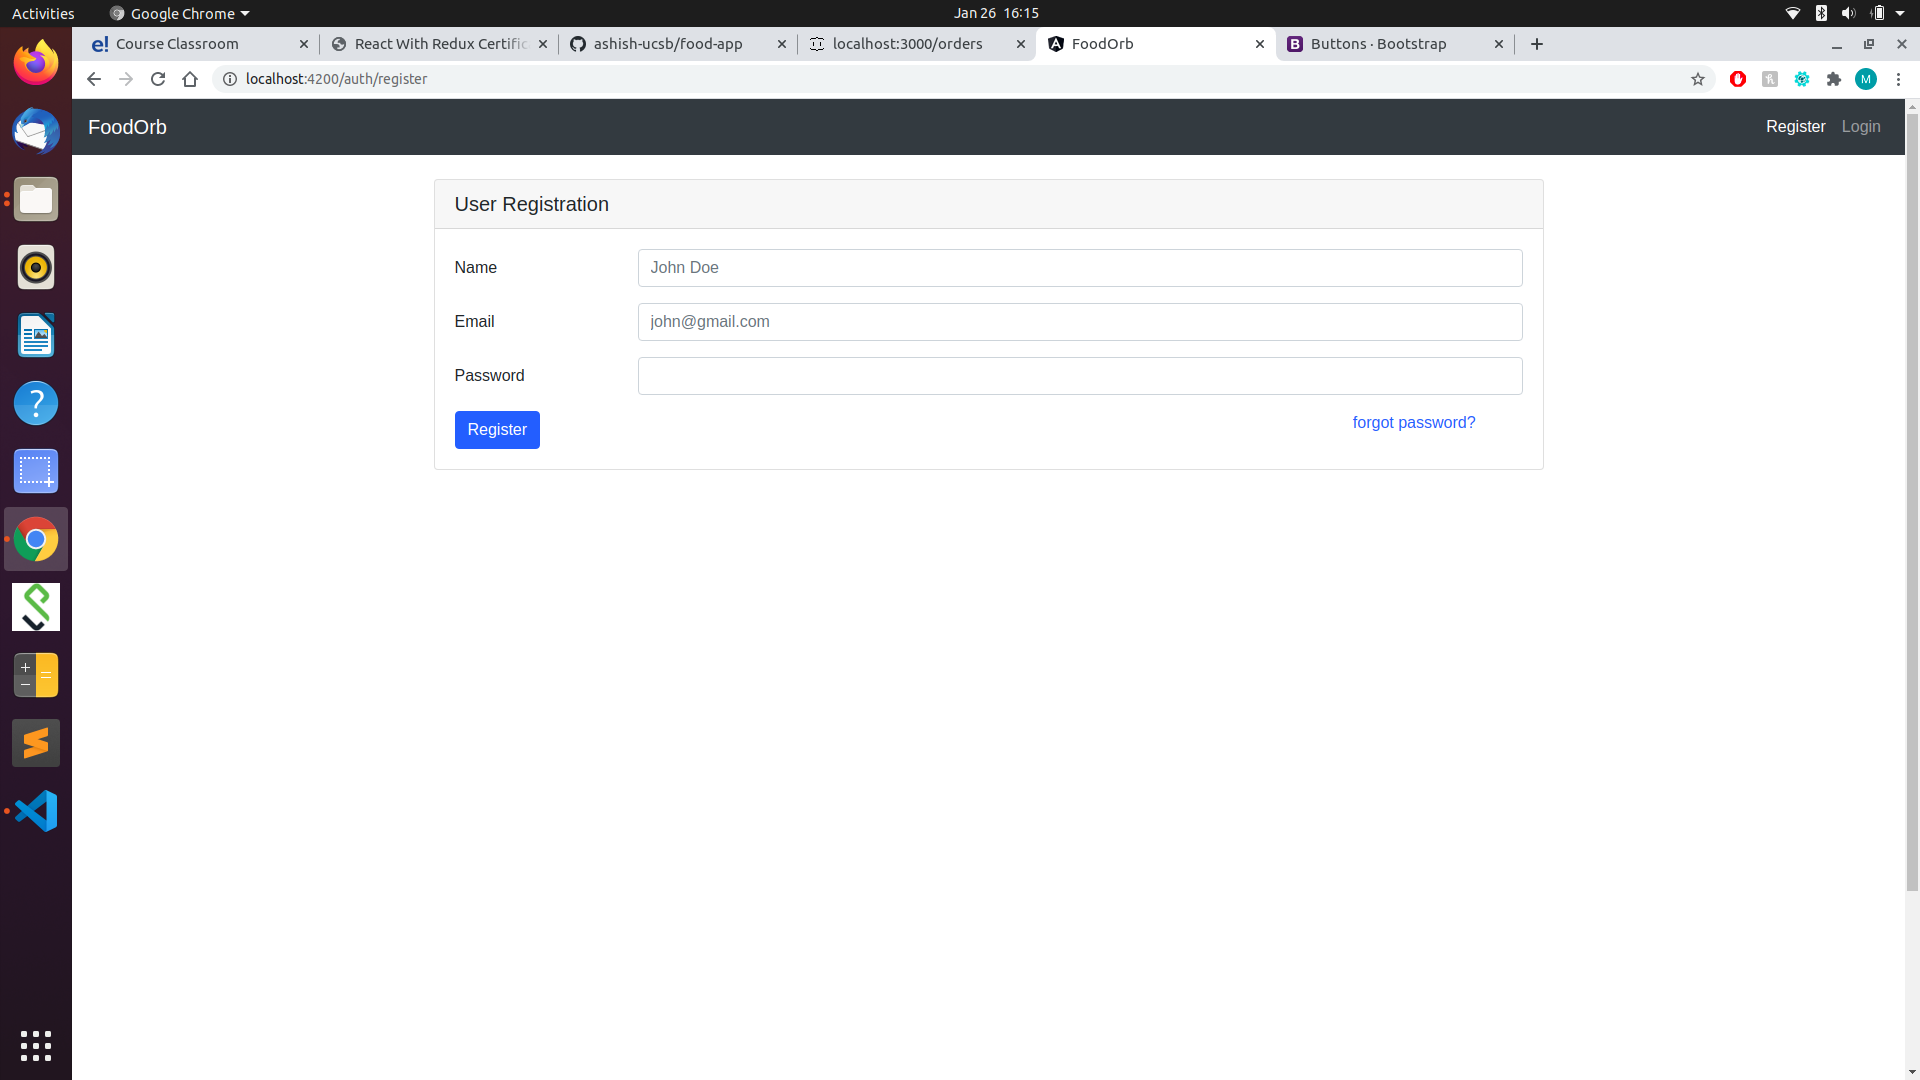 Activities
Google Chrome
Jan 26 16:15
e! Course Classroom
React With Redux Certific
ashish-ucsb/food-app
localhost:3000/orders
FoodOrb
B Buttons · Bootstrap
localhost:4200/auth/register
M
FoodOrb
Register
Login
User Registration
Name
John Doe
Email
john@gmail.com
Password
Register
forgot password?